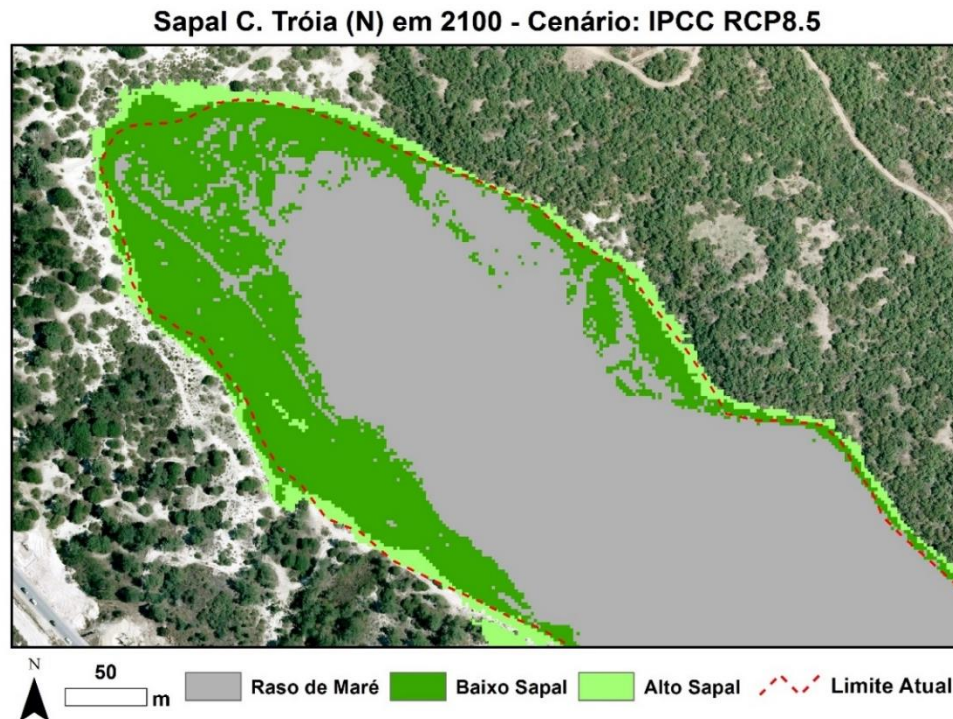 Sapal C. Tróia (N) em 2100 - Cenário: IPCC RCP8.5
N
50
m
Raso de Maré
Baixo Sapal
Alto Sapal
Limite Atual